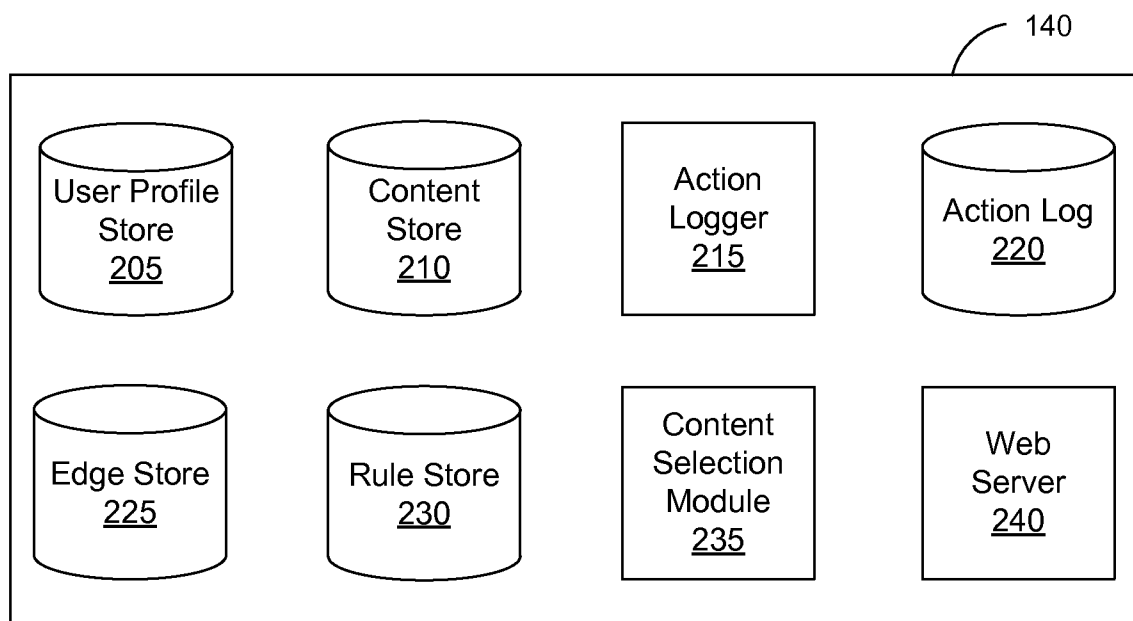 140
User Profile
Store
205
Content
Store
210
Action
Logger
215
Action Log
220
Edge Store
225
Rule Store
230
Content
Selection
Module
235
Web
Server
240